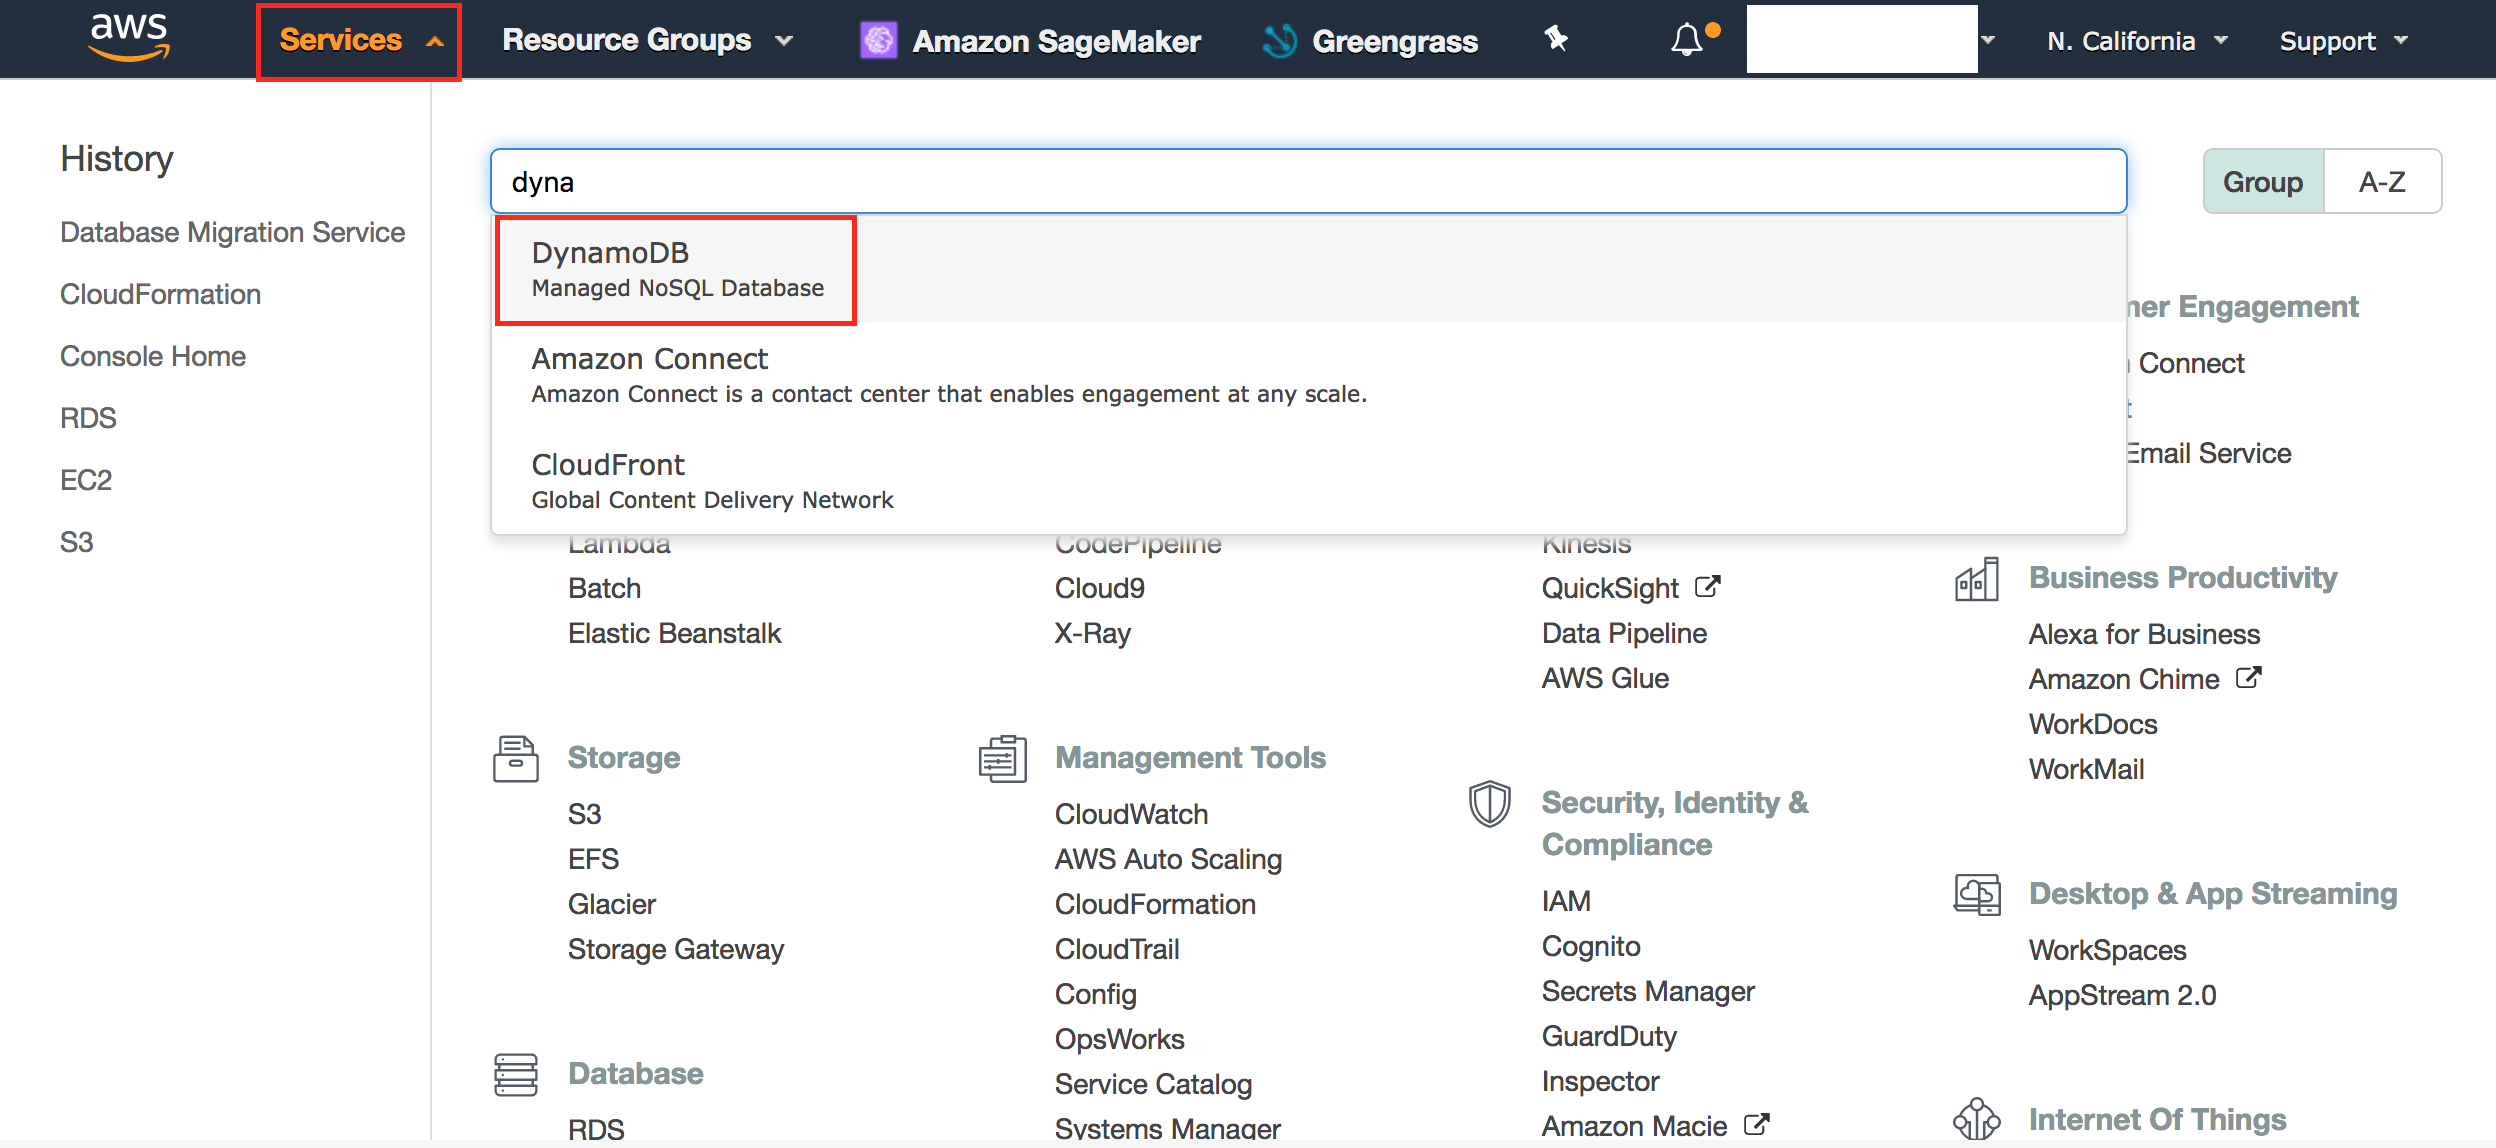 aws
Services
Resource Groups
Amazon SageMaker
Greengrass
N. California
Support
History
Database Migration Service
CloudFormation
Console Home
RDS
EC2
S3
dyna
Group
A-Z
DynamoDB
Managed NoSQL Database
Amazon Connect
Amazon Connect is a contact center that enables engagement at any scale.
CloudFront
Global Content Delivery Network
Lambda
Batch
Elastic Beanstalk
Storage
S3
EFS
Glacier
Storage Gateway
Database
RDS
CodePipeline
Cloud9
X-Ray
Management Tools
CloudWatch
AWS Auto Scaling
CloudFormation
CloudTrail
Config
OpsWorks
Service Catalog
Systems Manager
Kinesis
QuickSight
Data Pipeline
AWS Glue
Security, Identity &
Compliance
IAM
Cognito
Secrets Manager
GuardDuty
Inspector
Amazon Macie
Engagement
Connect
Email Service
Business Productivity
Alexa for Business
Amazon Chime
WorkDocs
WorkMail
Desktop & App Streaming
WorkSpaces
AppStream 2.0
Internet Of Things